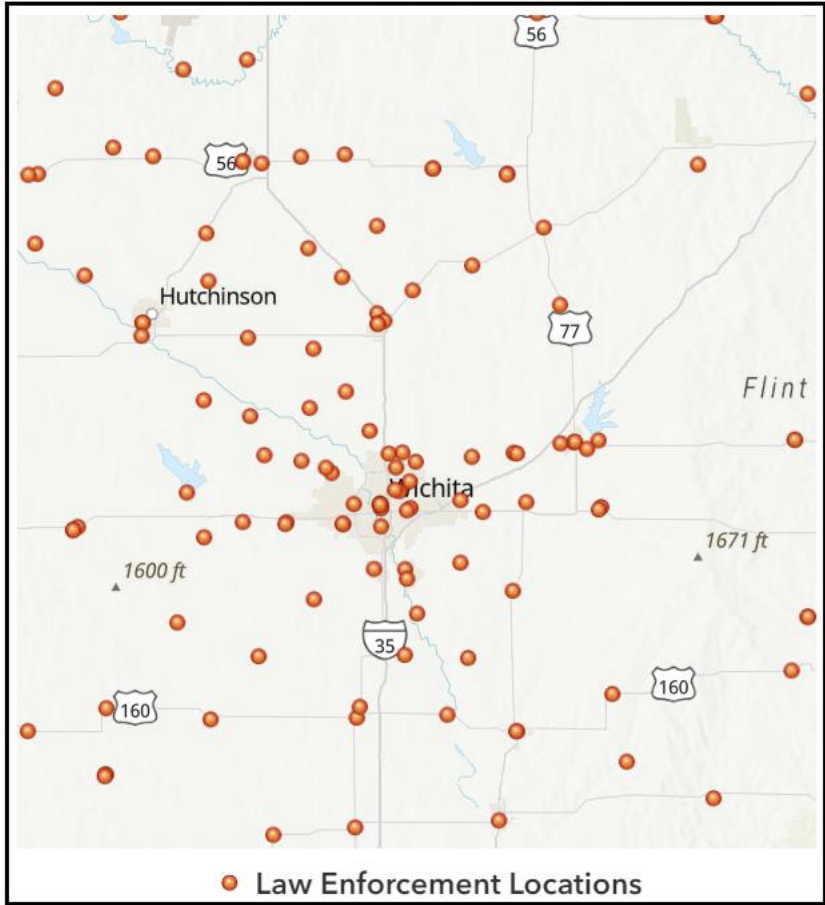 56
56
Hutchinson
77
Flint
Wichita
1671 ft
1600 ft
35
160
160
Law Enforcement Locations